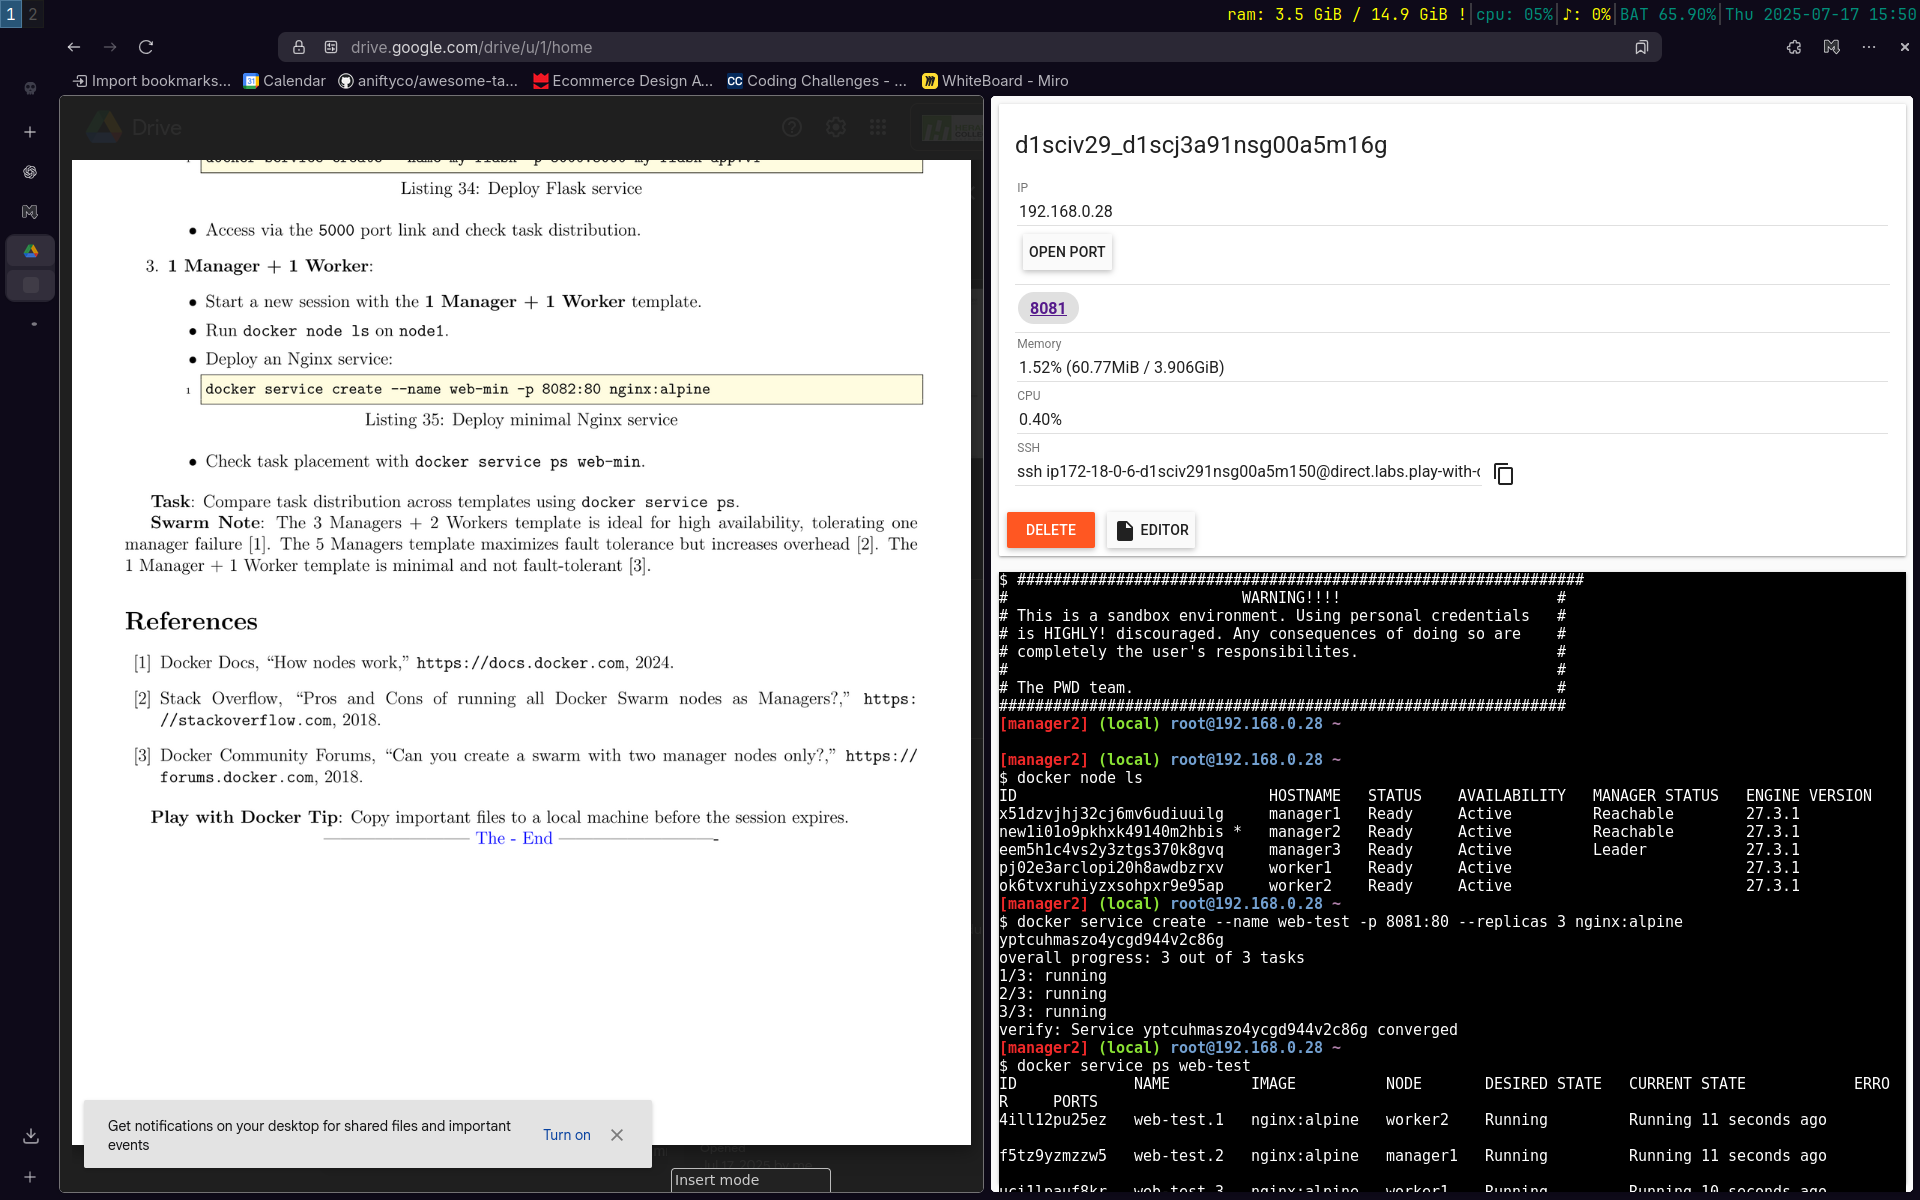 1 2
ram: 3.5 GiB / 14.9 GiB !|cpu: 05%|♪: 0%|BAT 65.90%|Thu 2025-07-17 15:50
drive.google.com/drive/u/1/home
Import bookmarks... Calendar aniftyco/awesome-ta... Ecommerce Design A... CC Coding Challenges - ... WhiteBoard - Miro
Drive
Listing 34: Deploy Flask service
• Access via the 5000 port link and check task distribution.
3. 1 Manager + 1 Worker:
• Start a new session with the 1 Manager + 1 Worker template.
• Run docker node ls on node1.
• Deploy an Nginx service:
1 docker service create --name web-min -p 8082:80 nginx:alpine
Listing 35: Deploy minimal Nginx service
• Check task placement with docker service ps web-min.
Task: Compare task distribution across templates using docker service ps.
Swarm Note: The 3 Managers + 2 Workers template is ideal for high availability, tolerating one
manager failure [1]. The 5 Managers template maximizes fault tolerance but increases overhead [2]. The
1 Manager + 1 Worker template is minimal and not fault-tolerant [3].
References
[1] Docker Docs, “How nodes work,” https://docs.docker.com, 2024.
[2] Stack Overflow, “Pros and Cons of running all Docker Swarm nodes as Managers?,” https:
//stackoverflow.com, 2018.
[3] Docker Community Forums, “Can you create a swarm with two manager nodes only?,” https://
forums.docker.com, 2018.
Play with Docker Tip: Copy important files to a local machine before the session expires.
The - End
Get notifications on your desktop for shared files and important
events
Turn on
Insert mode
d1sciv29_d1scj3a91nsg00a5m16g
IP
192.168.0.28
OPEN PORT
8081
Memory
1.52% (60.77MiB / 3.906GiB)
CPU
0.40%
SSH
ssh ip172-18-0-6-d1sciv291nsg00a5m150@direct.labs.play-with-
DELETE EDITOR
$ ###############################################################
# WARNING!!!! #
# This is a sandbox environment. Using personal credentials #
# is HIGHLY! discouraged. Any consequences of doing so are #
# completely the user's responsibilites. #
# #
# The PWD team. #
###############################################################
[manager2] (local) root@192.168.0.28 ~
[manager2] (local) root@192.168.0.28 ~
$ docker node ls
ID HOSTNAME STATUS AVAILABILITY MANAGER STATUS ENGINE VERSION
x51dzvjhj32cj6mv6udiuuilg manager1 Ready Active Reachable 27.3.1
new1i01o9pkhxk49140m2hbis * manager2 Ready Active Reachable 27.3.1
eem5h1c4vs2y3ztgs370k8gvq manager3 Ready Active Leader 27.3.1
pj02e3arclopi20h8awdbzrxv worker1 Ready Active 27.3.1
ok6tvxruhiyzxsohpxr9e95ap worker2 Ready Active 27.3.1
[manager2] (local) root@192.168.0.28 ~
$ docker service create --name web-test -p 8081:80 --replicas 3 nginx:alpine
yptcuhmaszo4ycgd944v2c86g
overall progress: 3 out of 3 tasks
1/3: running
2/3: running
3/3: running
verify: Service yptcuhmaszo4ycgd944v2c86g converged
[manager2] (local) root@192.168.0.28 ~
$ docker service ps web-test
ID NAME IMAGE NODE DESIRED STATE CURRENT STATE ERRO
R PORTS
4ill12pu25ez web-test.1 nginx:alpine worker2 Running Running 11 seconds ago
f5tz9yzmzzw5 web-test.2 nginx:alpine manager1 Running Running 11 seconds ago
web-test.3 nginx:alpine worker1 Running Running 10 seconds ago